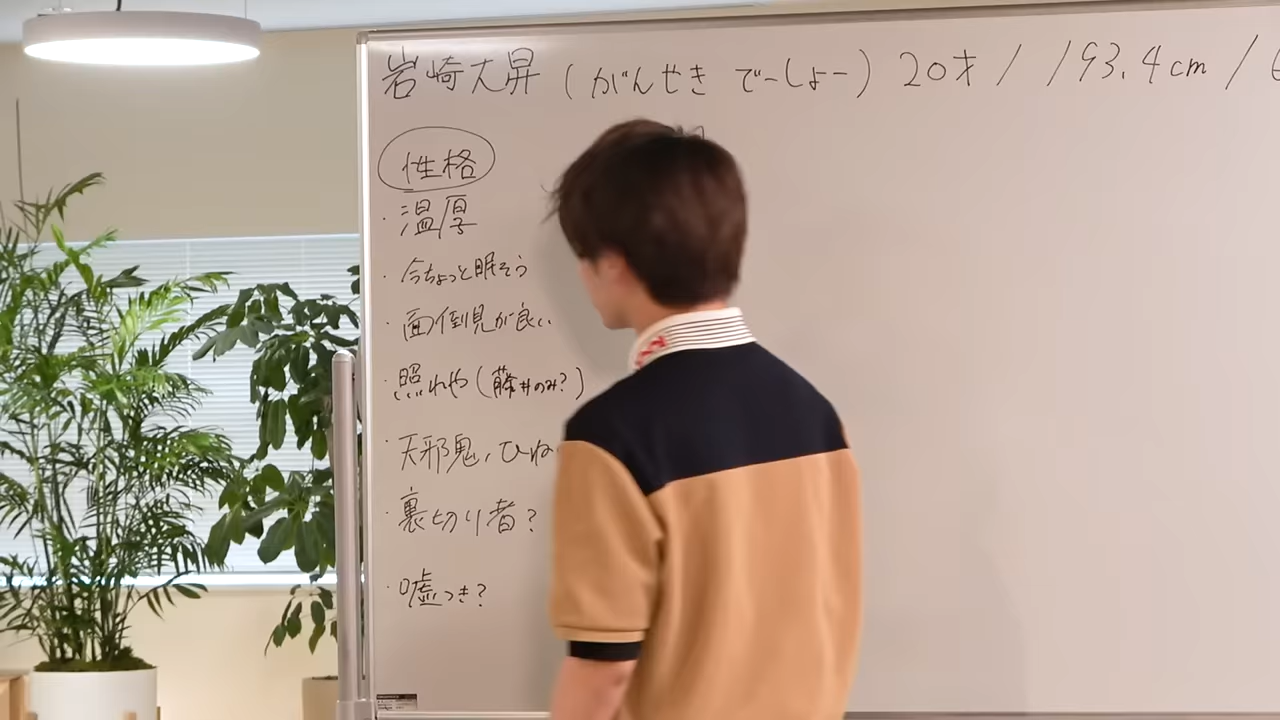 岩崎大昇 (がんせき でーしょー) 20才 / 193.4cm /
性格
・温厚
・今ちょっと眠そう
・面倒見が良い
・照れや (藤井のみ?)
・天邪鬼、ひね
・裏切り者?
・嘘つき?